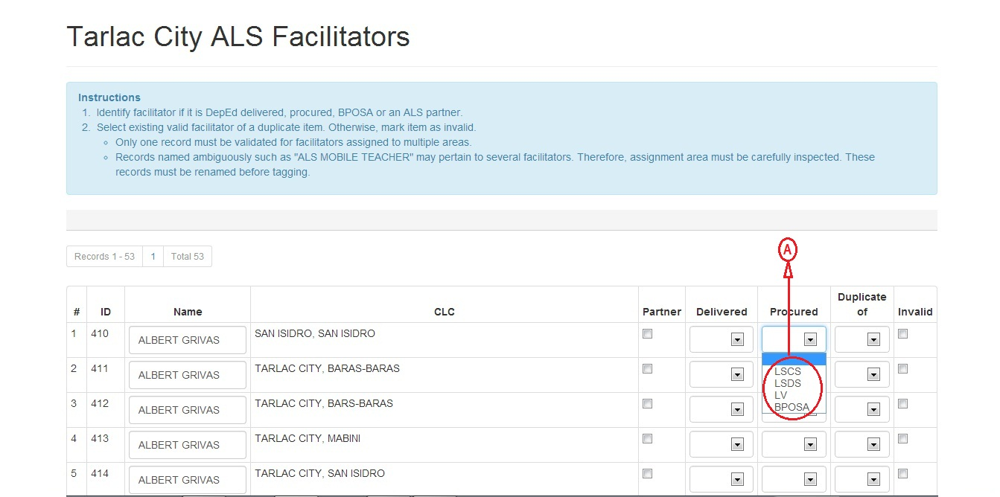 Tarlac City ALS Facilitators
Instructions
1. Identify facilitator if it is DepEd delivered, procured, BPOSA or an ALS partner.
2. Select existing valid facilitator of a duplicate item. Otherwise, mark item as invalid.
Only one record must be validated for facilitators assigned to multiple areas.
Records named ambiguously such as "ALS MOBILE TEACHER" may pertain to several facilitators. Therefore, assignment area must be carefully inspected. These
records must be renamed before tagging.
A
Records 1 - 53 1 Total 53
# ID Name CLC Partner Delivered Procured Duplicate of Invalid
1 410 ALBERT GRIVAS SAN ISIDRO, SAN ISIDRO
2 411 ALBERT GRIVAS TARLAC CITY, BARAS-BARAS
LSCS
LSDS
LV
BPOSA
3 412 ALBERT GRIVAS TARLAC CITY, BARS-BARAS
4 413 ALBERT GRIVAS TARLAC CITY, MABINI
5 414 ALBERT GRIVAS TARLAC CITY, SAN ISIDRO